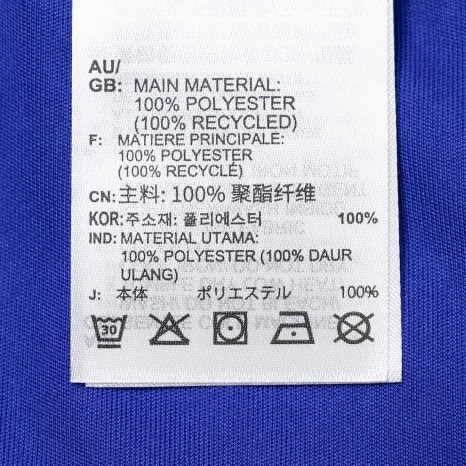 AU/
GB: MAIN MATERIAL:
100% POLYESTER
(100% RECYCLED)
F: MATIERE PRINCIPALE:
100% POLYESTER
(100% RECYCLÉ)
CN: 主料: 100% 聚酯纤维
KOR: 주소재: 폴리에스터 100%
IND: MATERIAL UTAMA:
100% POLYESTER (100% DAUR
ULANG)
J: 本体 ポリエステル 100%
30